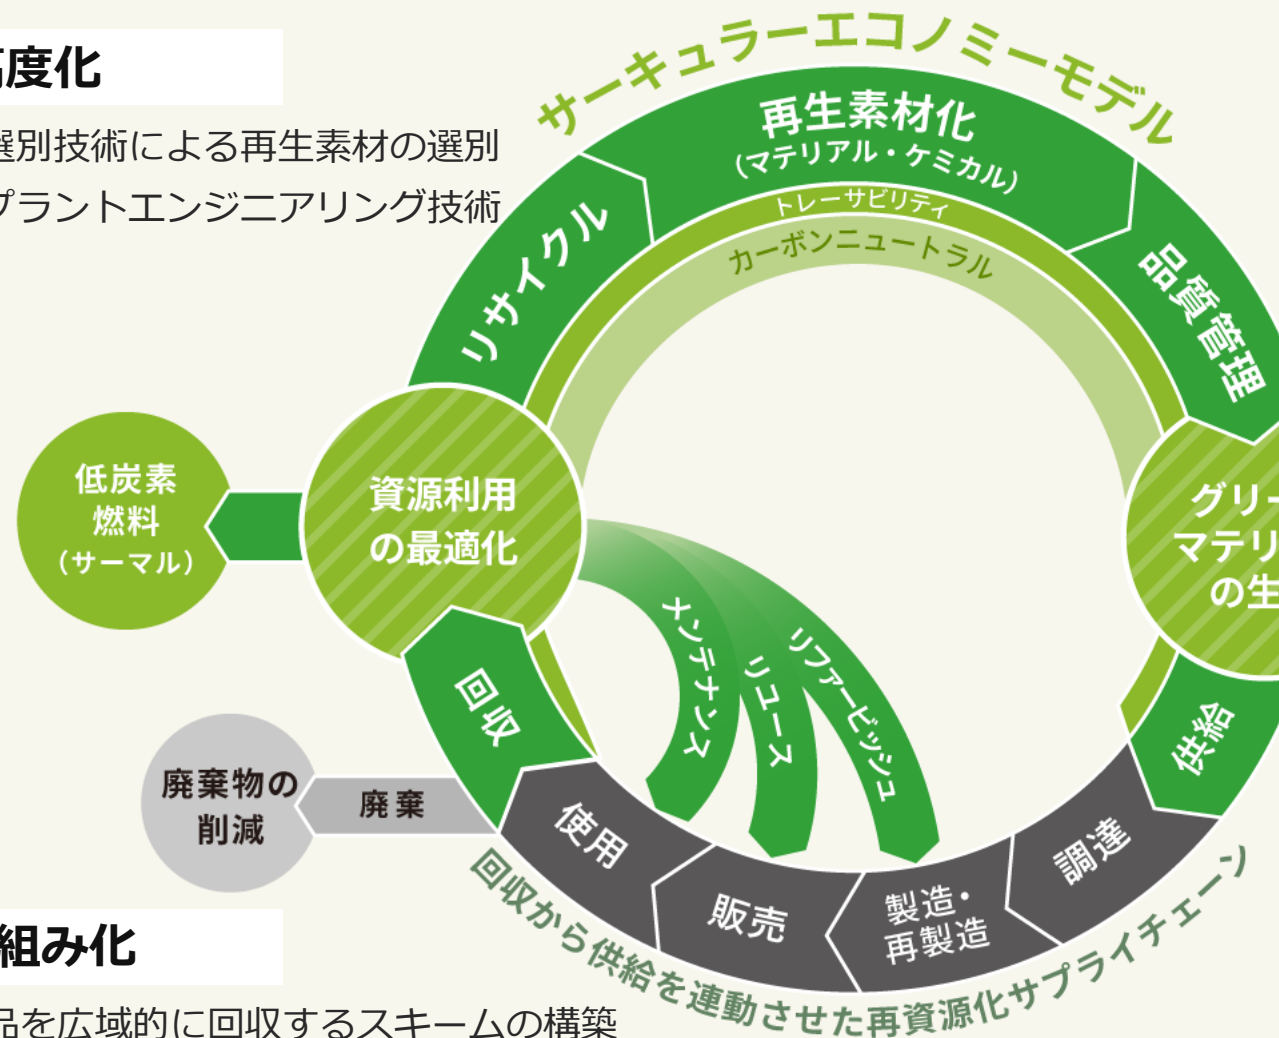 サーキュラーエコノミーモデル
度化
選別技術による再生素材の選別
プラントエンジニアリング技術
再生素材化
(マテリアル・ケミカル)
トレーサビリティ
カーボンニュートラル
リサイクル
品質管理
低炭素
燃料
(サーマル)
資源利用
の最適化
グリー
マテリ
の生
メンテナンス
リユース
リファービッシュ
回収
供給
廃棄物の
削減
廃棄
使用
販売
製造・
再製造
調達
回収から供給を連動させた再資源化サプライチェーン
組み化
品を広域的に回収するスキームの構築